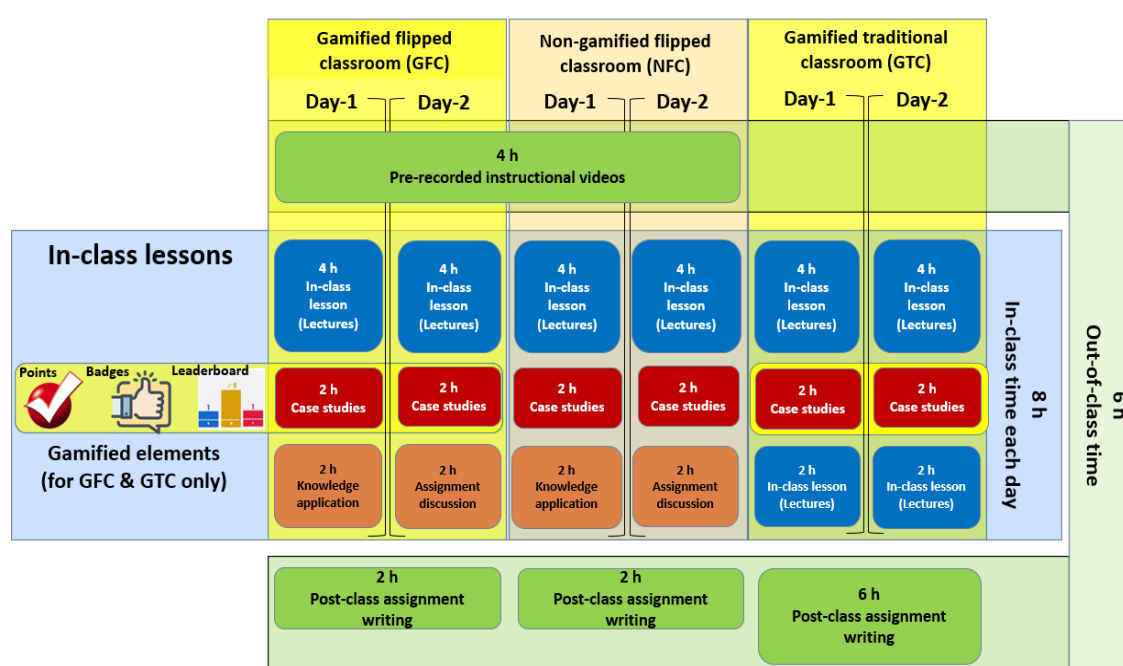 Gamified flipped
classroom (GFC)
Non-gamified flipped
classroom (NFC)
Gamified traditional
classroom (GTC)
Day-1
Day-2
Day-1
Day-2
Day-1
Day-2
4 h
Pre-recorded instructional videos
In-class lessons
4 h
In-class
lesson
(Lectures)
4 h
In-class
lesson
(Lectures)
4 h
In-class
lesson
(Lectures)
4 h
In-class
lesson
(Lectures)
4 h
In-class
lesson
(Lectures)
4 h
In-class
lesson
(Lectures)
Points
Badges
Leaderboard
2 h
Case studies
2 h
Case studies
2 h
Case studies
2 h
Case studies
2 h
Case studies
2 h
Case studies
Gamified elements
(for GFC & GTC only)
2 h
Knowledge
application
2 h
Assignment
discussion
2 h
Knowledge
application
2 h
Assignment
discussion
2 h
In-class lesson
(Lectures)
2 h
In-class lesson
(Lectures)
8 h
In-class time each day
6 h
Out-of-class time
2 h
Post-class assignment
writing
2 h
Post-class assignment
writing
6 h
Post-class assignment
writing